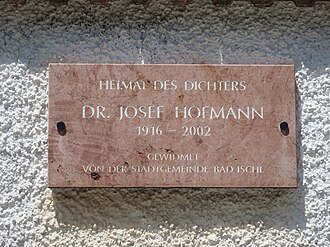 HEIMAT DES DICHTERS
DR. JOSEF HOFMANN
1916 – 2002
GEWIDMET
VON DER STADTGEMEINDE BAD ISCHL